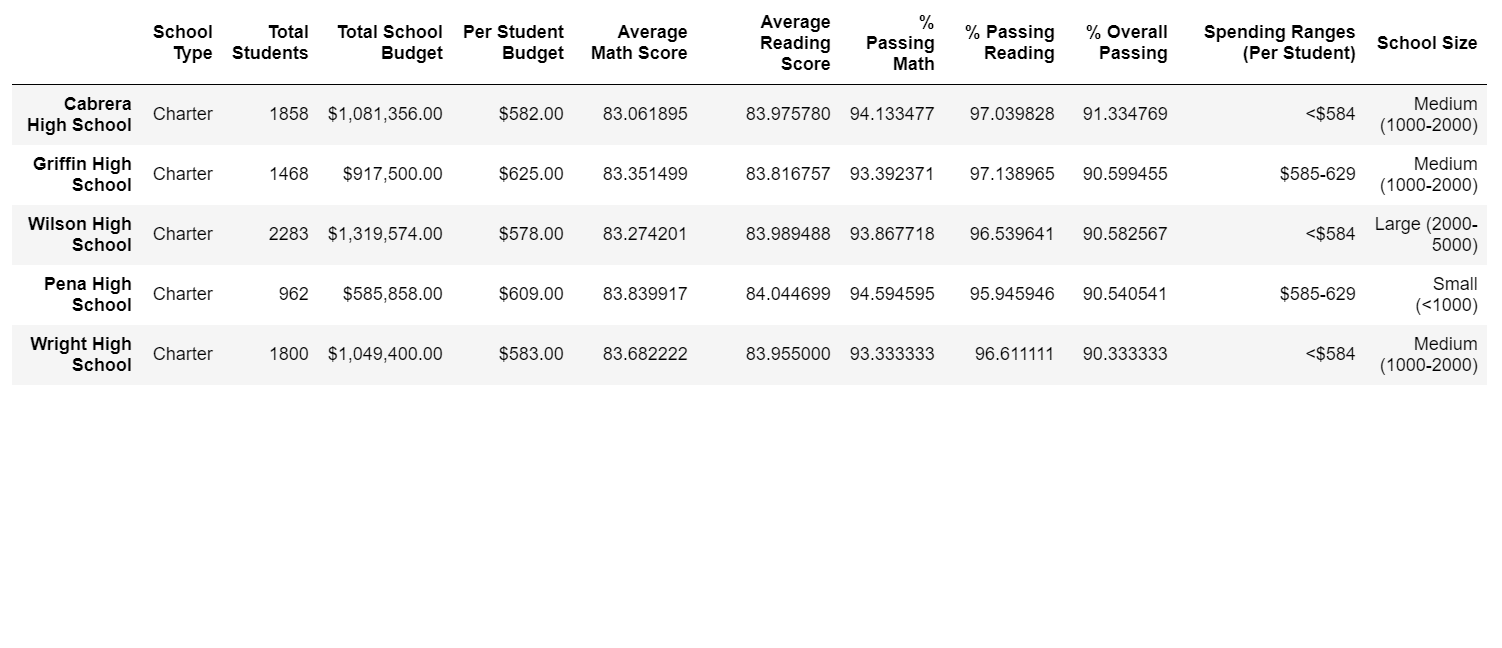 School Type Total Students Total School Budget Per Student Budget Average Math Score Average Reading Score % Passing Math % Passing Reading % Overall Passing Spending Ranges (Per Student) School Size
Cabrera High School Charter 1858 $1,081,356.00 $582.00 83.061895 83.975780 94.133477 97.039828 91.334769 <$584 Medium (1000-2000)
Griffin High School Charter 1468 $917,500.00 $625.00 83.351499 83.816757 93.392371 97.138965 90.599455 $585-629 Medium (1000-2000)
Wilson High School Charter 2283 $1,319,574.00 $578.00 83.274201 83.989488 93.867718 96.539641 90.582567 <$584 Large (2000-5000)
Pena High School Charter 962 $585,858.00 $609.00 83.839917 84.044699 94.594595 95.945946 90.540541 $585-629 Small (<1000)
Wright High School Charter 1800 $1,049,400.00 $583.00 83.682222 83.955000 93.333333 96.611111 90.333333 <$584 Medium (1000-2000)